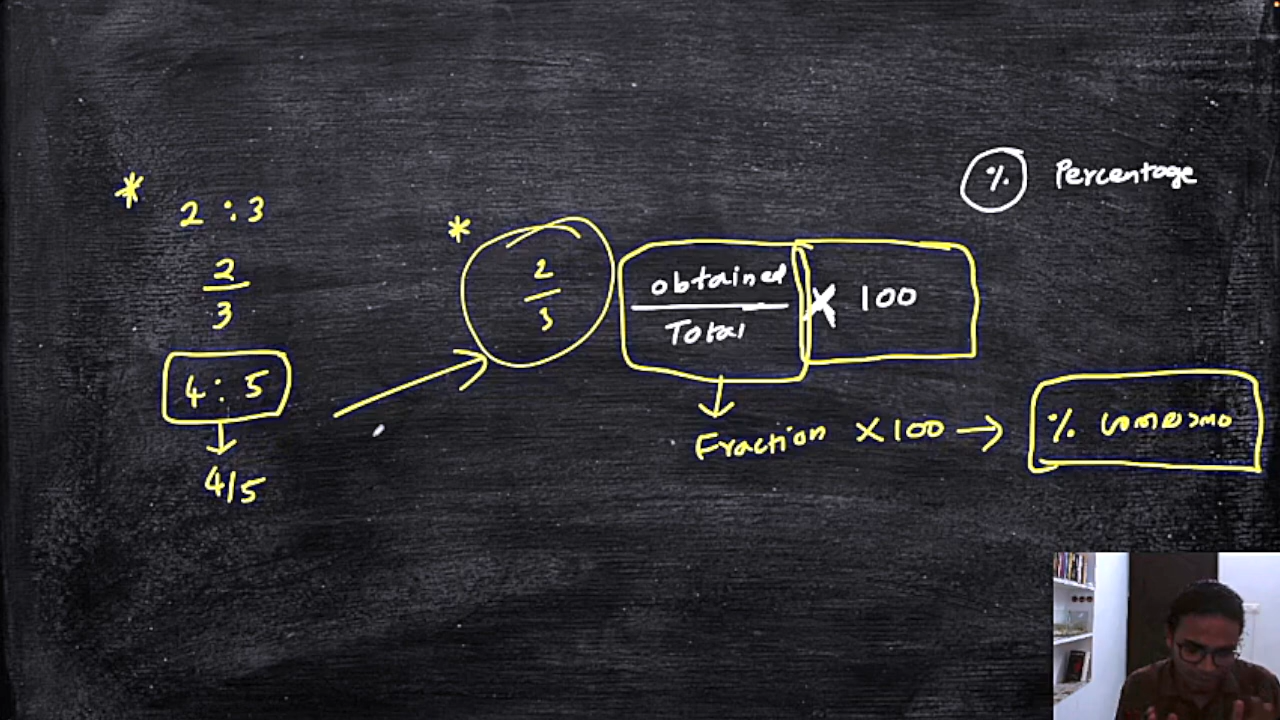 % Percentage
*
2 : 3
2
3
4 : 5
4/5
*
2
3
obtained
Total
X 100
Fraction X 100 →
%